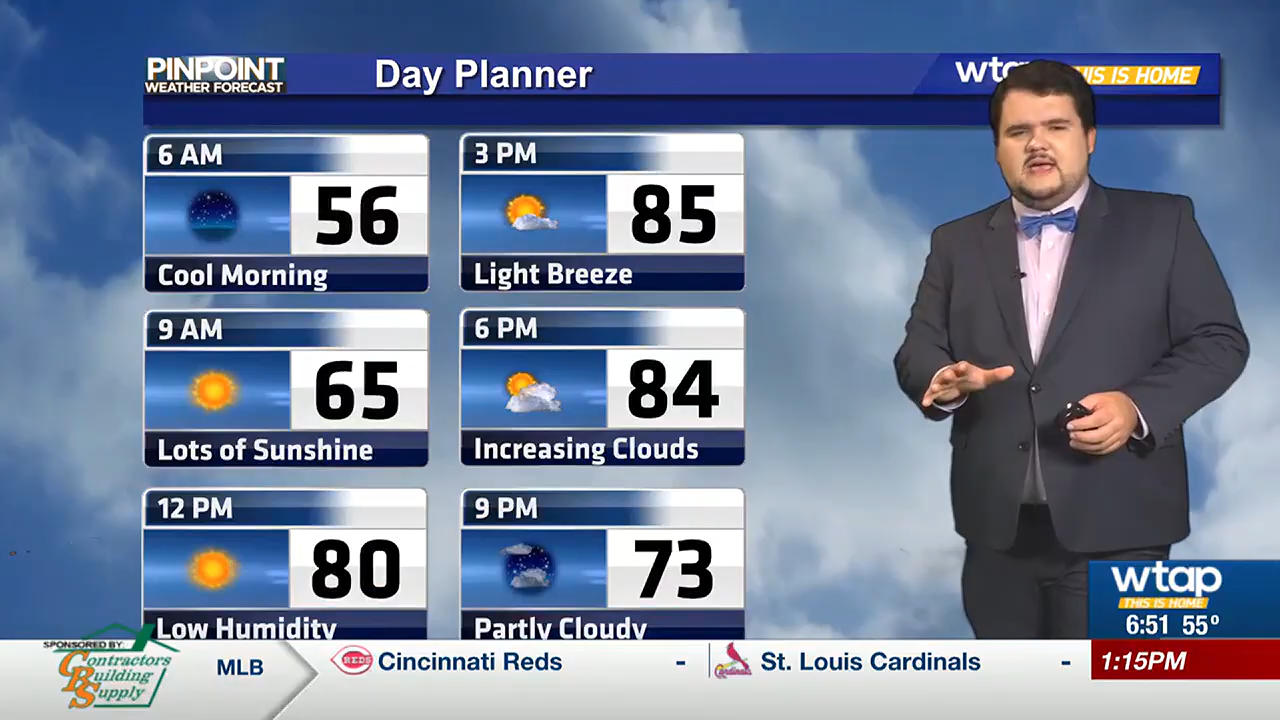 PINPOINT
WEATHER FORECAST
Day Planner
THIS IS HOME
6 AM
56
Cool Morning
3 PM
85
Light Breeze
9 AM
65
Lots of Sunshine
6 PM
84
Increasing Clouds
12 PM
80
Low Humidity
9 PM
73
Partly Cloudy
wtap
THIS IS HOME
6:51 55°
SPONSORED BY:
Contractors
Building
Supply
MLB
REDS
Cincinnati Reds -
Cardinals
St. Louis Cardinals -
1:15PM